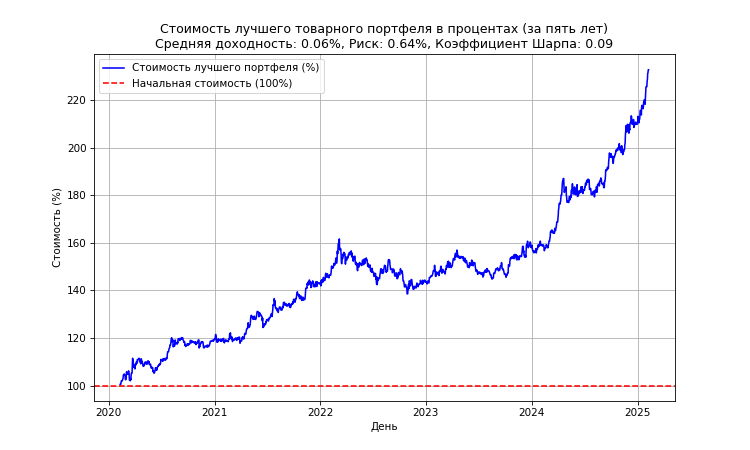 Стоимость лучшего товарного портфеля в процентах (за пять лет)
Средняя доходность: 0.06%, Риск: 0.64%, Коэффициент Шарпа: 0.09
Стоимость лучшего портфеля (%)
Начальная стоимость (100%)
Стоимость (%)
220
200
180
160
140
120
100
2020
2021
2022
2023
2024
2025
День